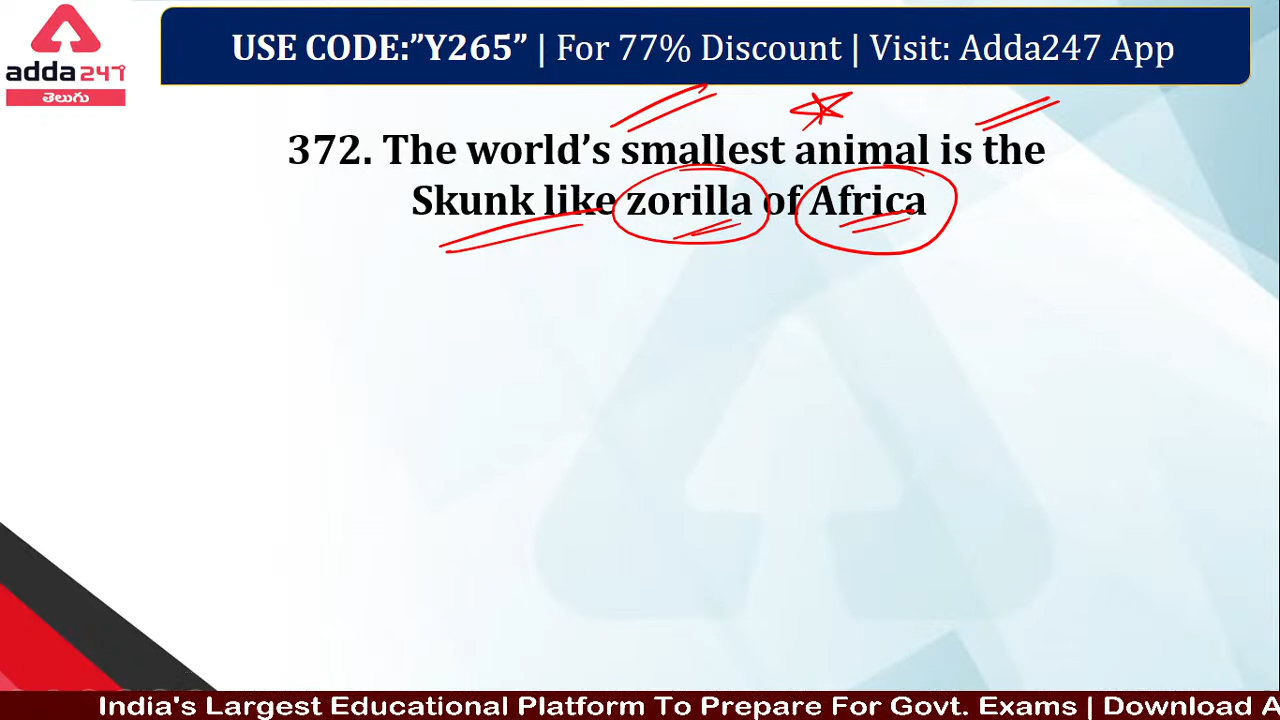 USE CODE:”Y265” | For 77% Discount | Visit: Adda247 App
adda247
తెలుగు
372. The world’s smallest animal is the
Skunk like zorilla of Africa
India's Largest Educational Platform To Prepare For Govt. Exams | Download A